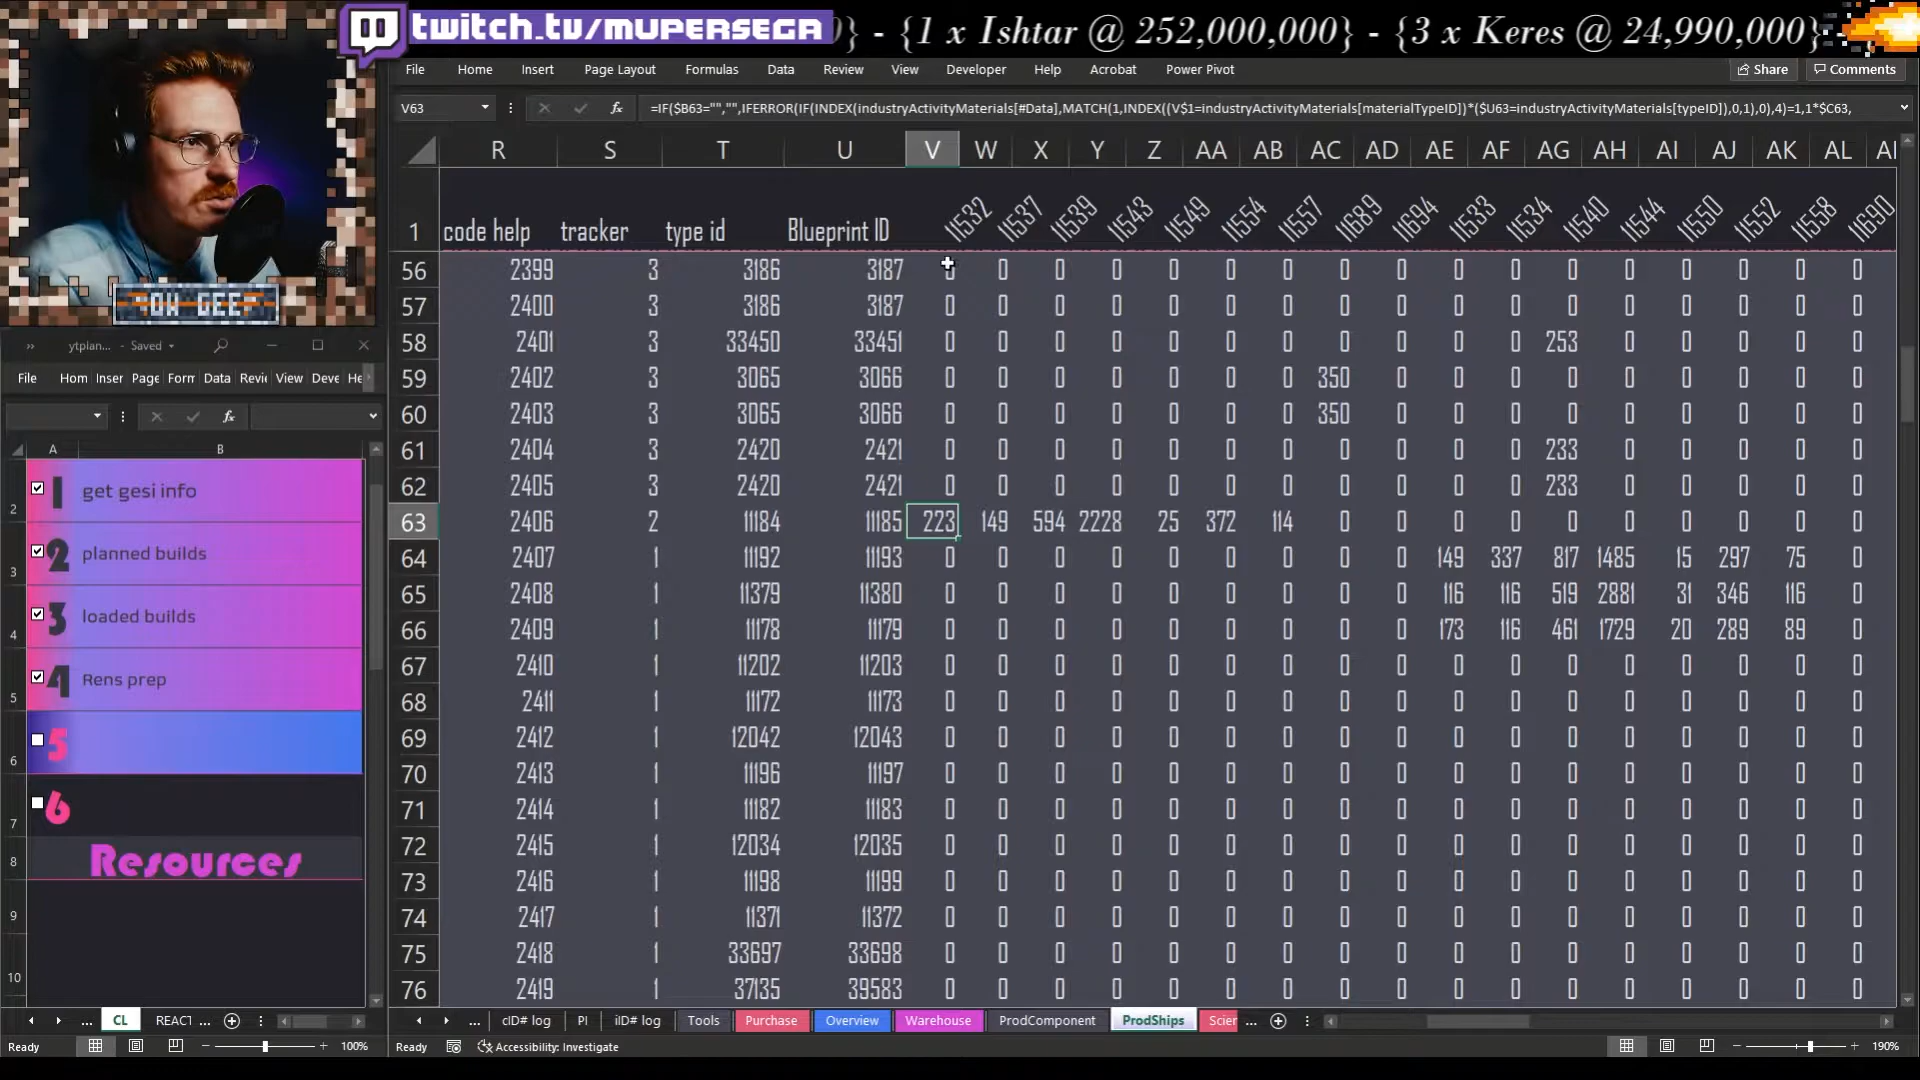 twitch.tv/MUPERSEGA
0} - {1 x Ishtar @ 252,000,000} - {3 x Keres @ 24,990,000} -
File Home Insert Page Layout Formulas Data Review View Developer Help Acrobat Power Pivot Share Comments
V63 fx =IF($B63="","",IFERROR(IF(INDEX(industryActivityMaterials[#Data],MATCH(1,INDEX((V$1=industryActivityMaterials[materialTypeID])*($U63=industryActivityMaterials[typeID]),0,1),0),4)=1,1*$C63,
R S T U V W X Y Z AA AB AC AD AE AF AG AH AI AJ AK AL
1 code help tracker type id Blueprint ID 11532 11537 11539 11543 11549 11554 11557 11689 11694 11533 11534 11540 11544 11550 11552 11558 11690
56 2399 3 3186 3187 0 0 0 0 0 0 0 0 0 0 0 0 0 0 0 0 0
57 2400 3 3186 3187 0 0 0 0 0 0 0 0 0 0 0 0 0 0 0 0 0
58 2401 3 33450 33451 0 0 0 0 0 0 0 0 0 0 0 253 0 0 0 0 0
59 2402 3 3065 3066 0 0 0 0 0 0 0 350 0 0 0 0 0 0 0 0 0
60 2403 3 3065 3066 0 0 0 0 0 0 0 350 0 0 0 0 0 0 0 0 0
61 2404 3 2420 2421 0 0 0 0 0 0 0 0 0 0 0 233 0 0 0 0 0
62 2405 3 2420 2421 0 0 0 0 0 0 0 0 0 0 0 233 0 0 0 0 0
63 2406 2 11184 11185 223 149 594 2228 25 372 114 0 0 0 0 0 0 0 0 0 0
64 2407 1 11192 11193 0 0 0 0 0 0 0 0 0 149 337 817 1485 15 297 75 0
65 2408 1 11379 11380 0 0 0 0 0 0 0 0 0 116 116 519 2881 31 346 116 0
66 2409 1 11178 11179 0 0 0 0 0 0 0 0 0 173 116 461 1729 20 289 89 0
67 2410 1 11202 11203 0 0 0 0 0 0 0 0 0 0 0 0 0 0 0 0 0
68 2411 1 11172 11173 0 0 0 0 0 0 0 0 0 0 0 0 0 0 0 0 0
69 2412 1 12042 12043 0 0 0 0 0 0 0 0 0 0 0 0 0 0 0 0 0
70 2413 1 11196 11197 0 0 0 0 0 0 0 0 0 0 0 0 0 0 0 0 0
71 2414 1 11182 11183 0 0 0 0 0 0 0 0 0 0 0 0 0 0 0 0 0
72 2415 1 12034 12035 0 0 0 0 0 0 0 0 0 0 0 0 0 0 0 0 0
73 2416 1 11198 11199 0 0 0 0 0 0 0 0 0 0 0 0 0 0 0 0 0
74 2417 1 11371 11372 0 0 0 0 0 0 0 0 0 0 0 0 0 0 0 0 0
75 2418 1 33697 33698 0 0 0 0 0 0 0 0 0 0 0 0 0 0 0 0 0
76 2419 1 37135 39583 0 0 0 0 0 0 0 0 0 0 0 0 0 0 0 0 0
... cID# log PI iID# log Tools Purchase Overview Warehouse ProdComponent ProdShips Scier ...
Ready Accessibility: Investigate 190%
OH GEE
ytplan... - Saved
File Hom Inser Page Form Data Revie View Deve He
fx
A B
2 1 get gesi info
3 2 planned builds
4 3 loaded builds
5 4 Rens prep
6 5
7 6
8 Resources
9
10
... CL REACT ...
Ready 100%